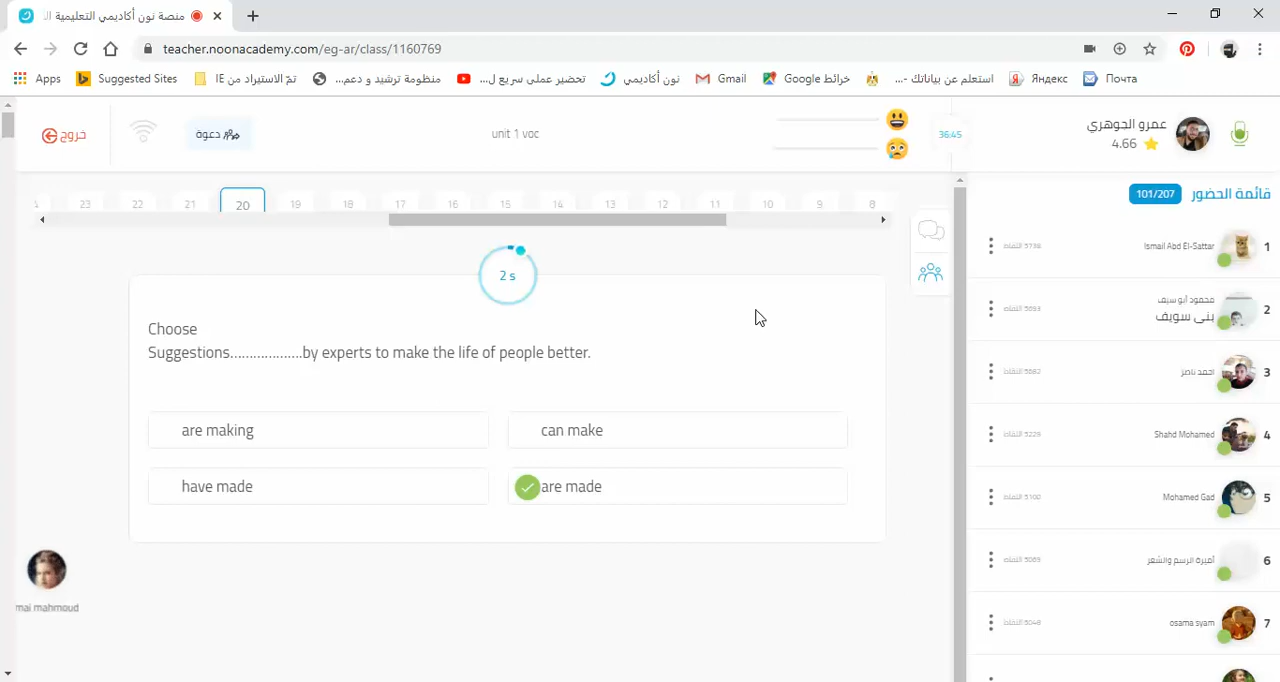 منصة نون أكاديمي التعليمية ال
teacher.noonacademy.com/eg-ar/class/1160769
Apps
Suggested Sites
تمّ الاستيراد من IE
منظومة ترشيد و دعم...
تحضير عملى سريع ل...
نون أكاديمي
Gmail
خرائط Google
استعلم عن بياناتك -...
Яндекс
Почта
خروج
دعوة
unit 1 voc
36:45
عمرو الجوهري
4.66
23 22 21 20 19 18 17 16 15 14 13 12 11 10 9 8
قائمة الحضور 101/207
2 s
Choose
Suggestions...................by experts to make the life of people better.
are making
can make
have made
are made
mai mahmoud
1 Ismail Abd El-Sattar
2 محمود أبو سيف
بنى سويف
3 احمد ناصر
4 Shahd Mohamed
5 Mohamed Gad
6 أميرة الرسم والشعر
7 osama syam